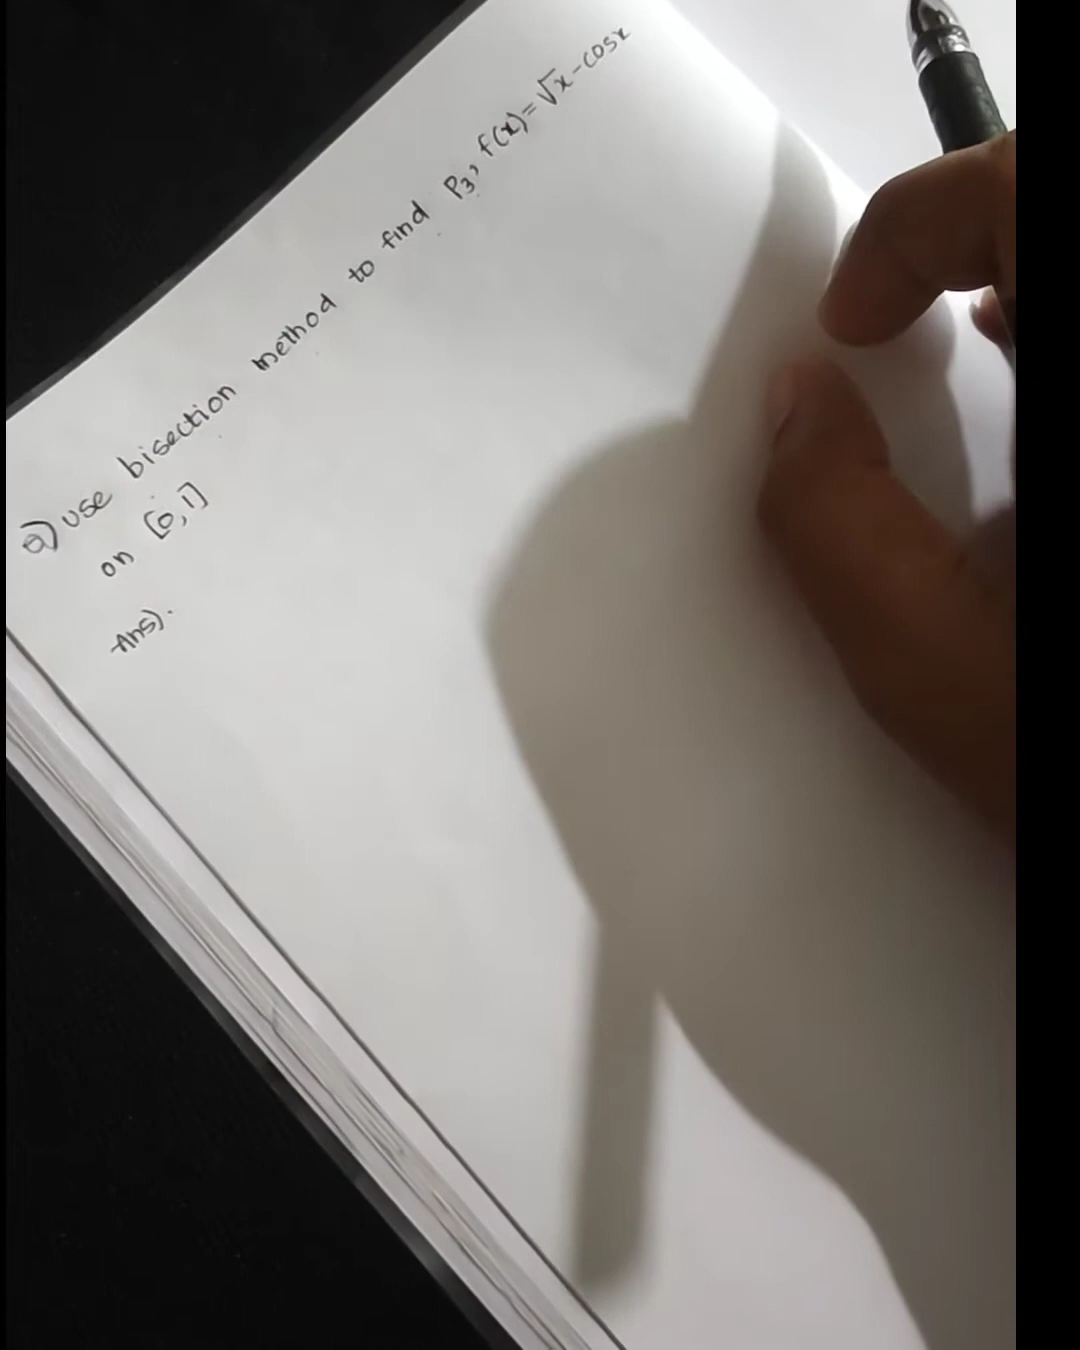 a) use bisection method to find P₃, f(x) = √x - cosx
on [0,1]
Ans).